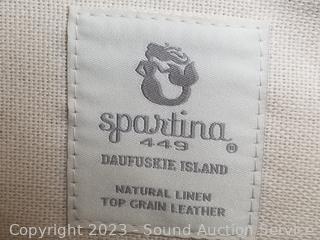 spartina
449 ®
DAUFUSKIE ISLAND
NATURAL LINEN
TOP GRAIN LEATHER
Copyright 2023 - Sound Auction Service